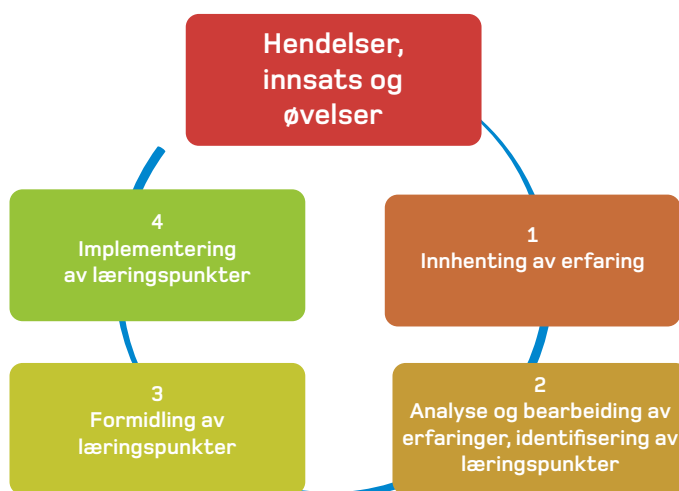 Hendelser,
innsats og
øvelser
1
Innhenting av erfaring
2
Analyse og bearbeiding av
erfaringer, identifisering av
læringspunkter
3
Formidling av
læringspunkter
4
Implementering
av læringspunkter